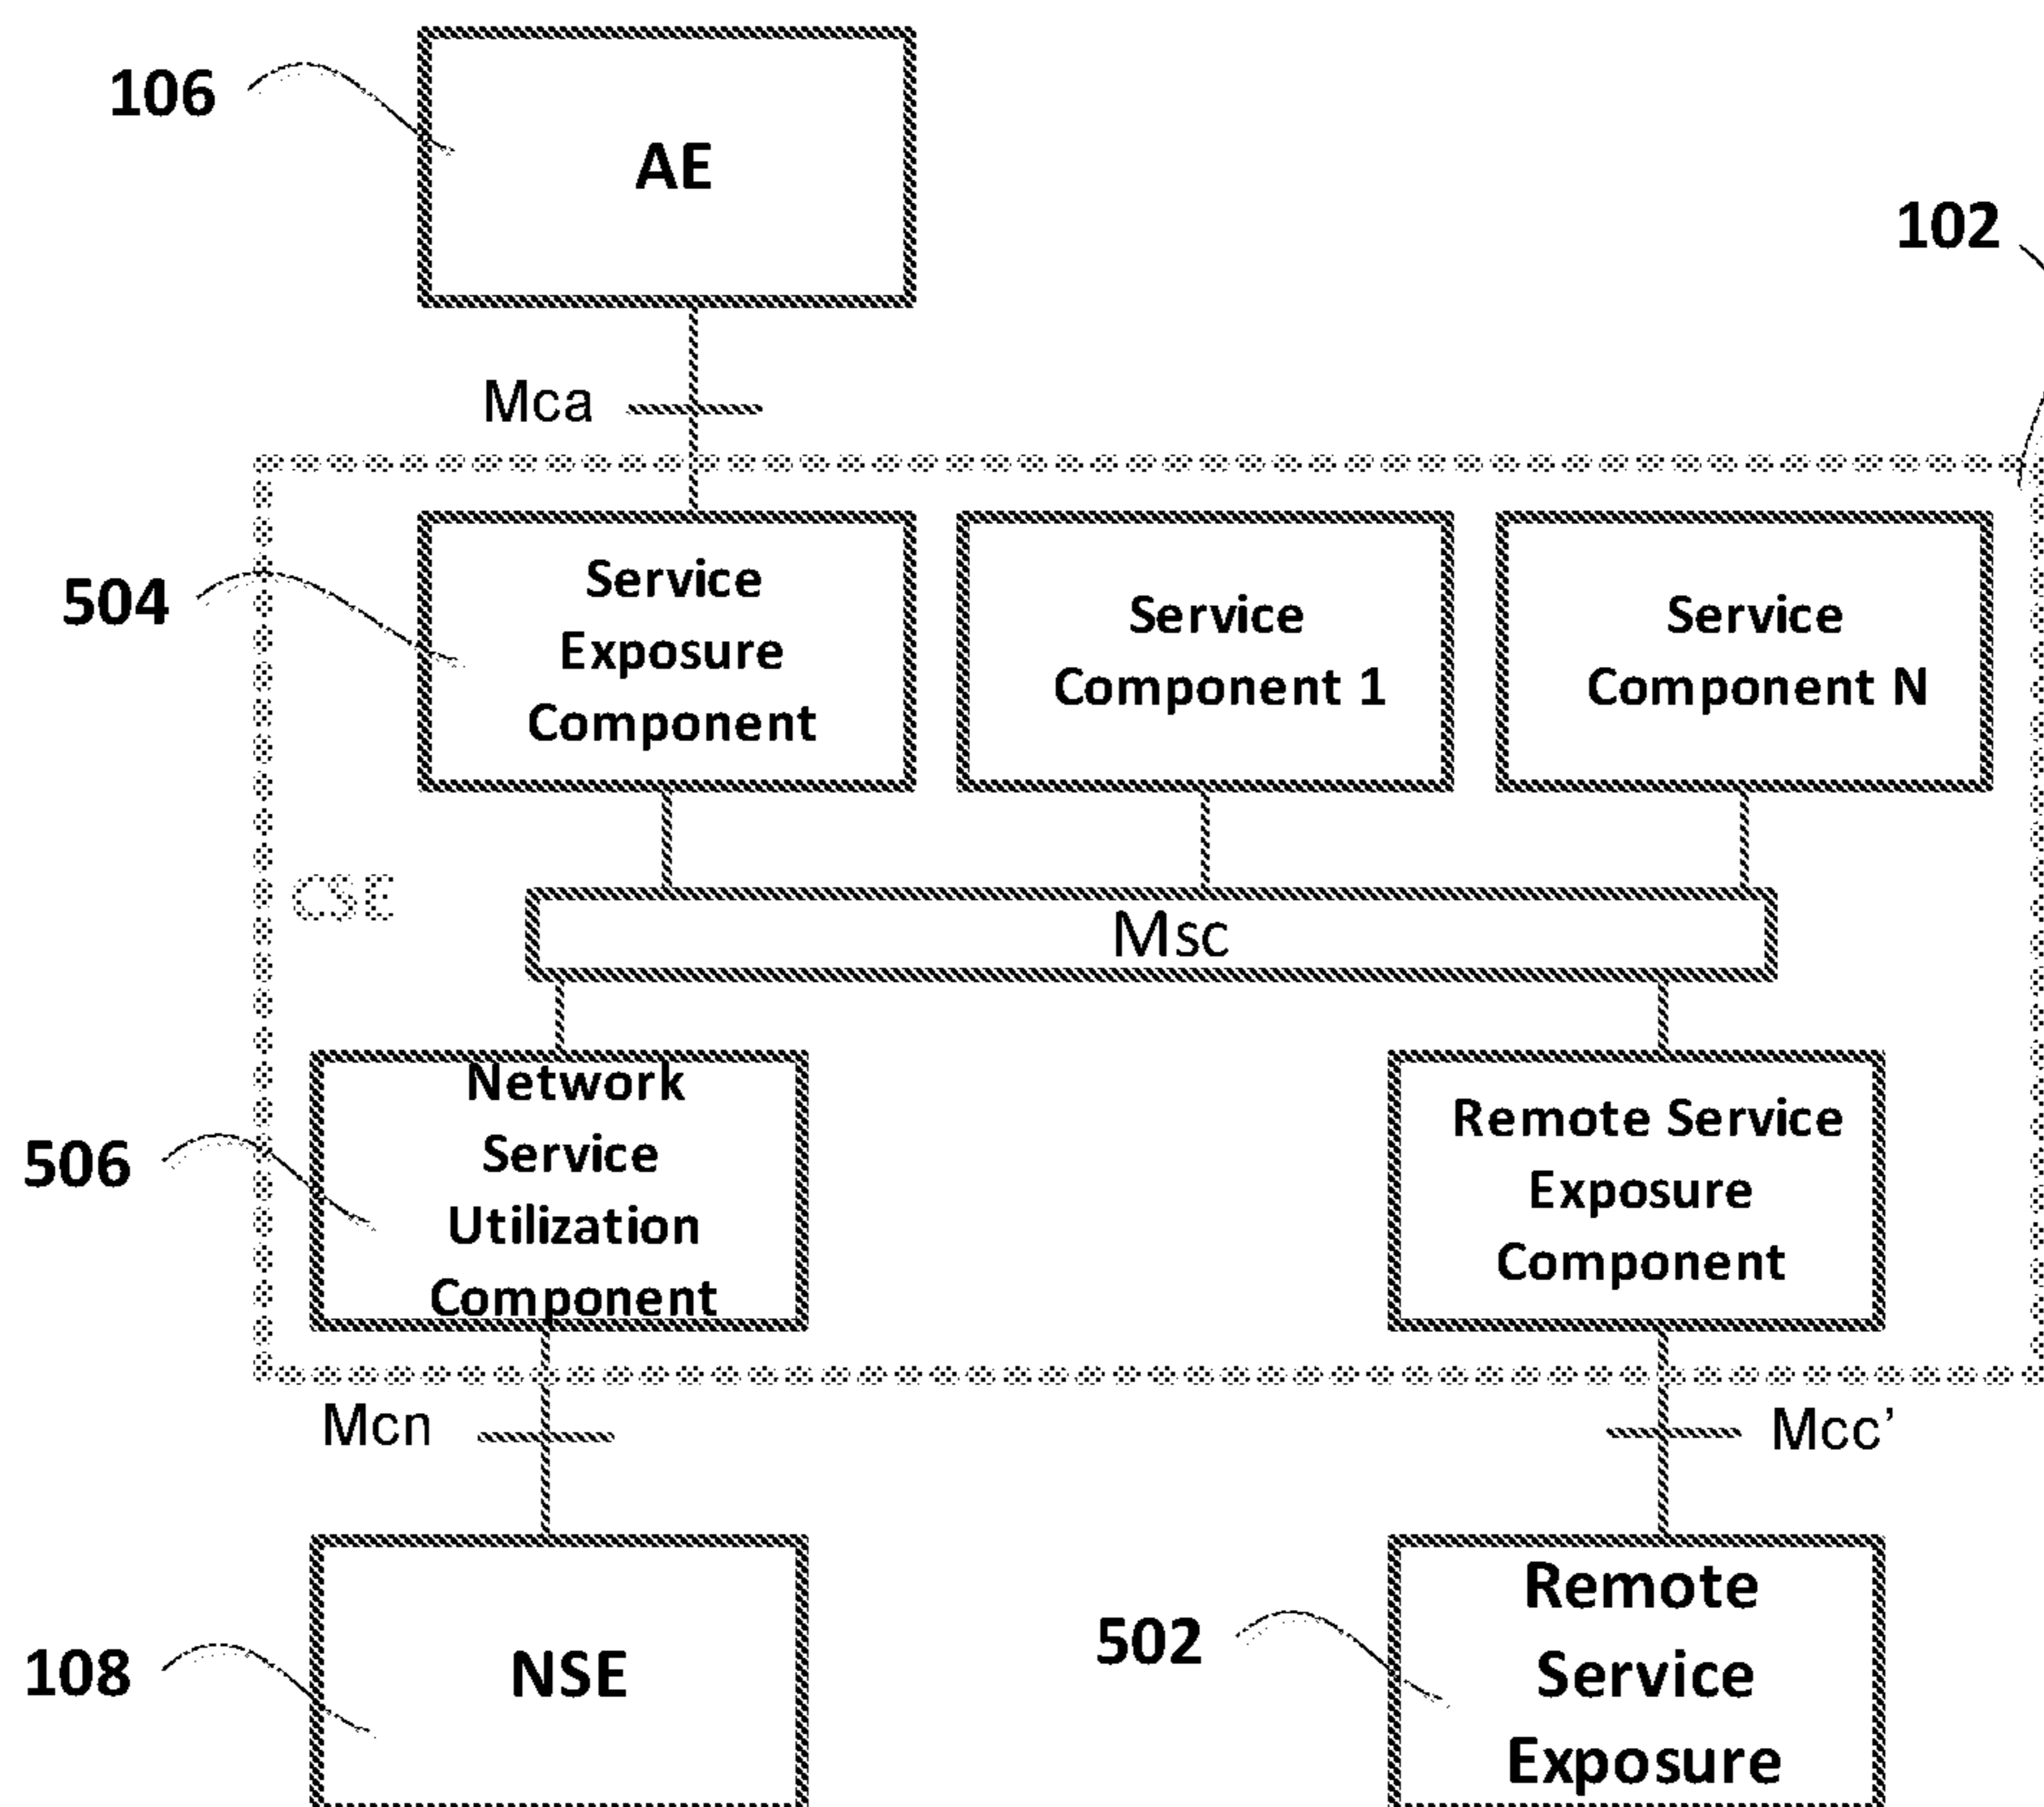 106
AE
102
Mca
504
Service
Exposure
Component
Service
Component 1
Service
Component N
CSE
Msc
506
Network
Service
Utilization
Component
Remote Service
Exposure
Component
Mcn
Mcc’
108
NSE
502
Remote
Service
Exposure